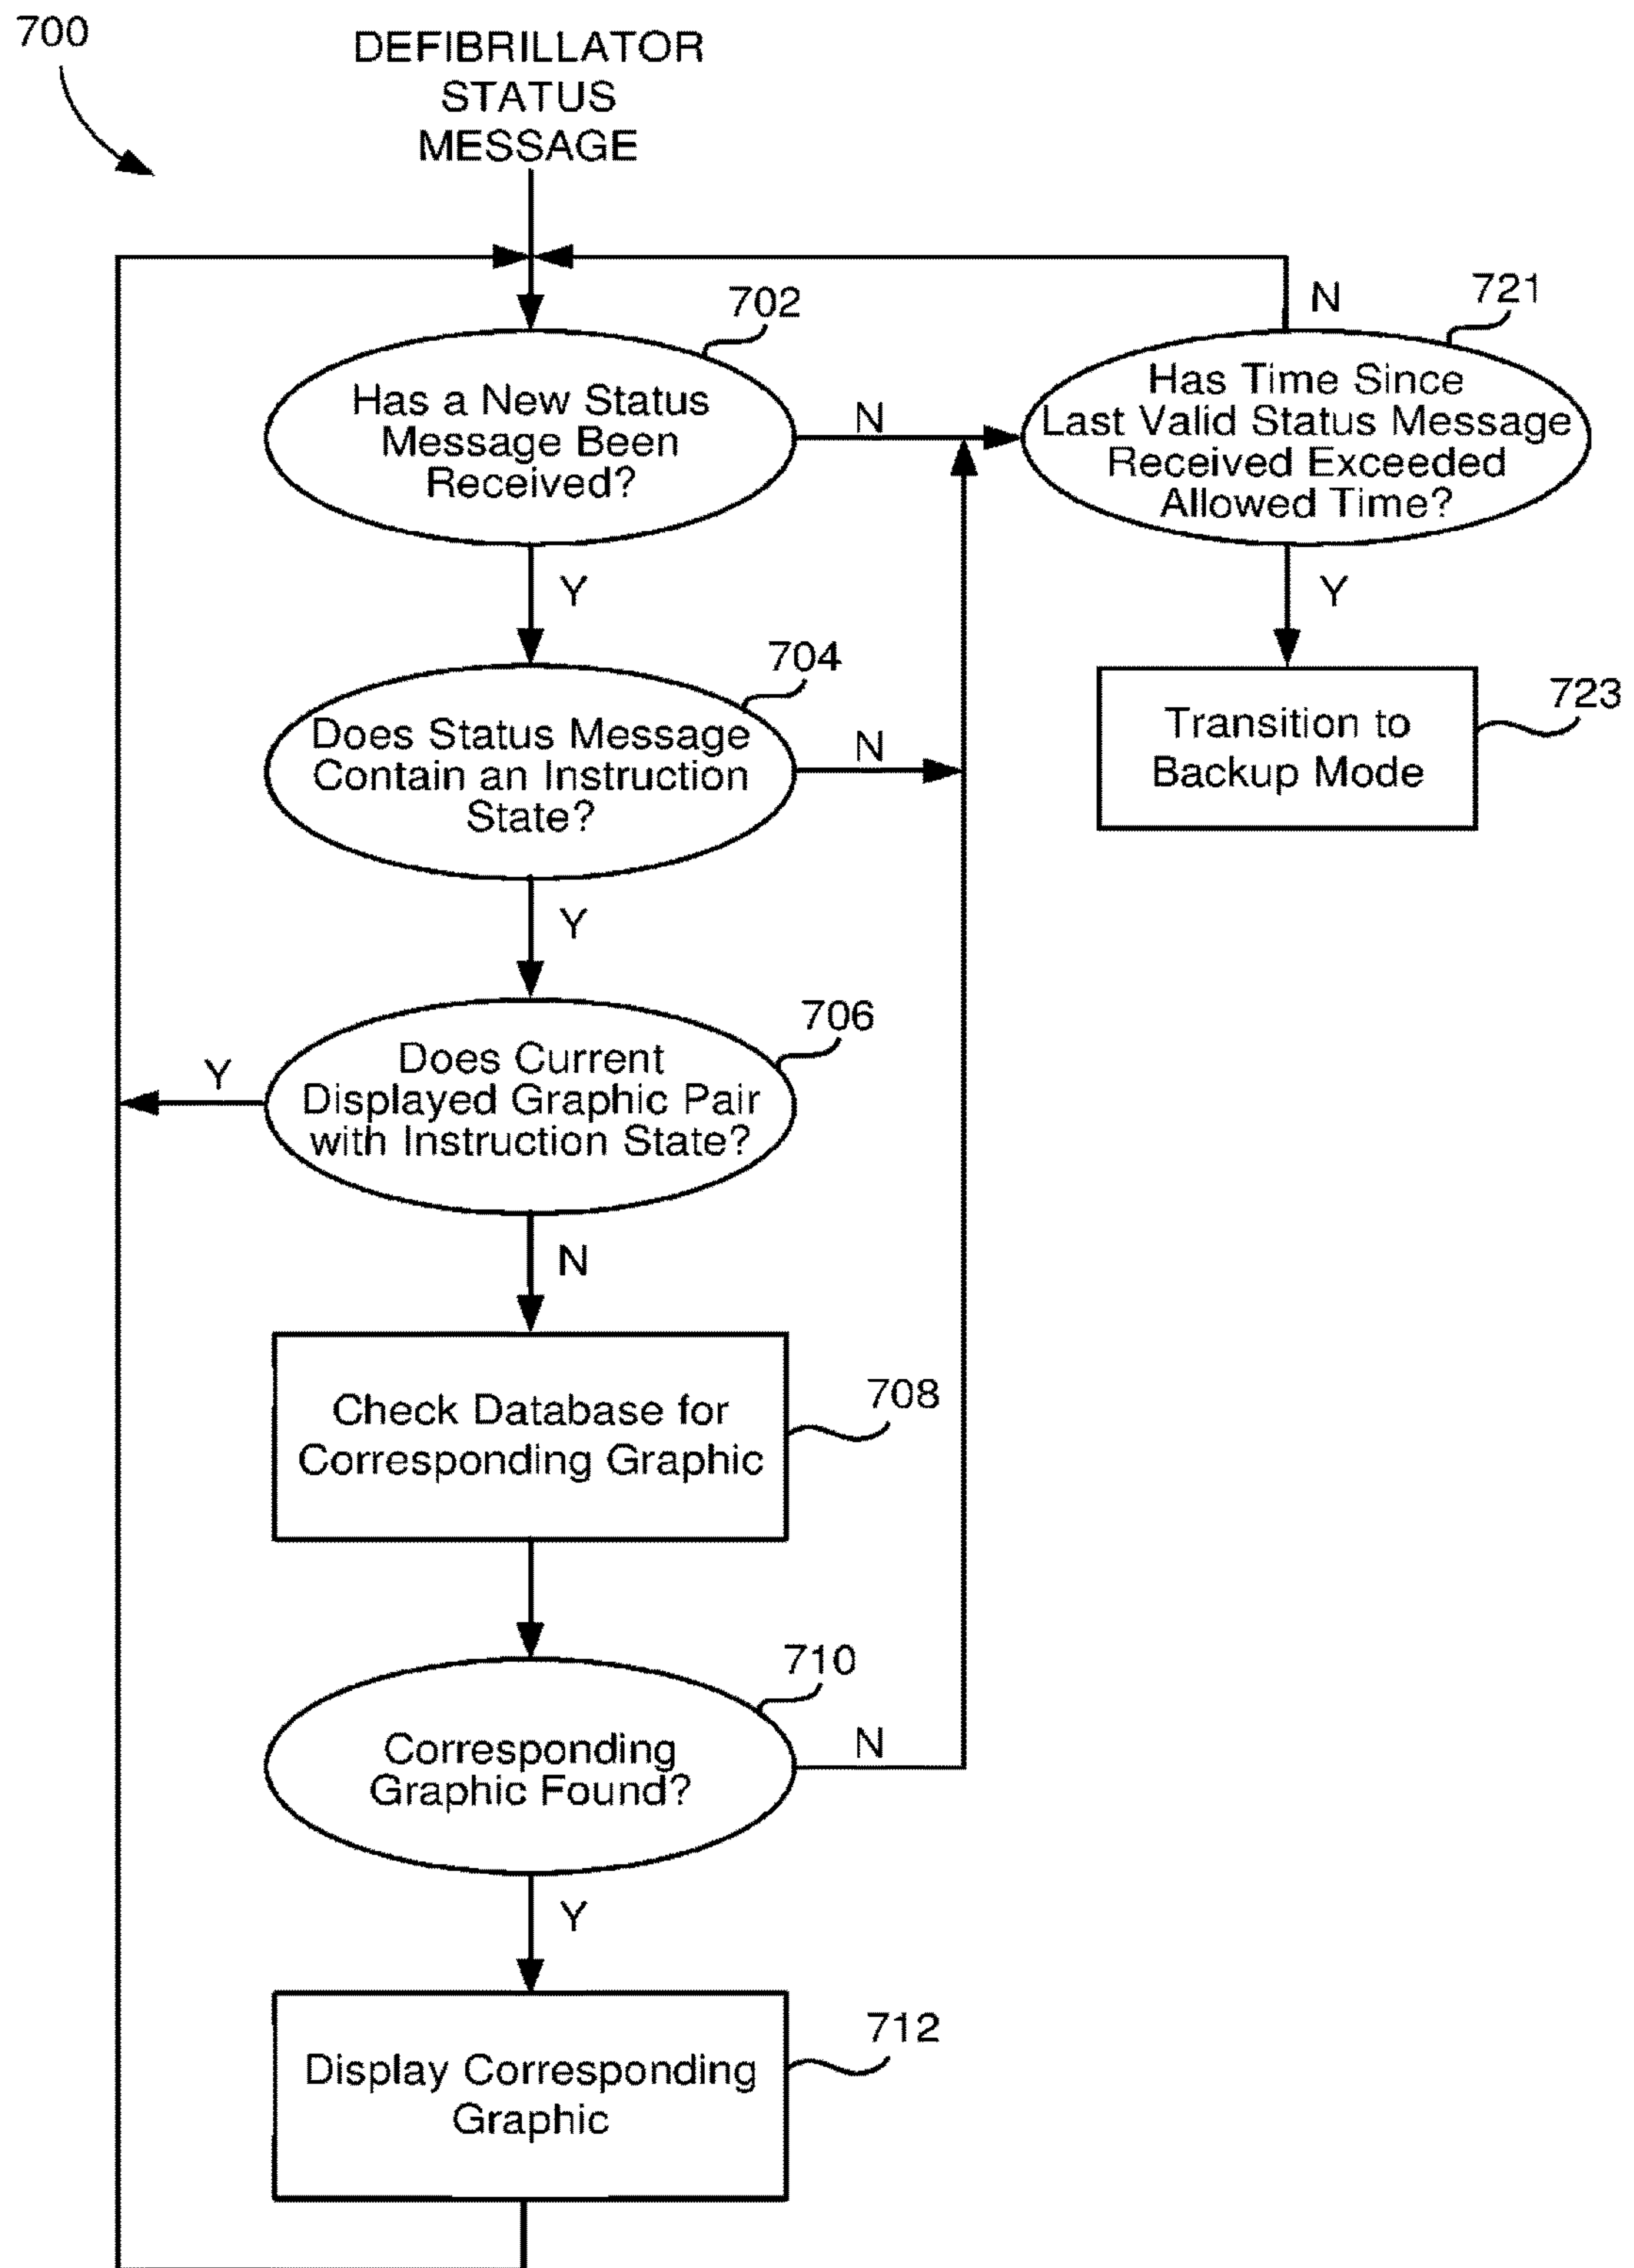 700
DEFIBRILLATOR
STATUS
MESSAGE
702
Has a New Status
Message Been
Received?
N
Y
721
N
Has Time Since
Last Valid Status Message
Received Exceeded
Allowed Time?
Y
723
Transition to
Backup Mode
704
Does Status Message
Contain an Instruction
State?
N
Y
706
Does Current
Displayed Graphic Pair
with Instruction State?
Y
N
708
Check Database for
Corresponding Graphic
710
Corresponding
Graphic Found?
N
Y
712
Display Corresponding
Graphic